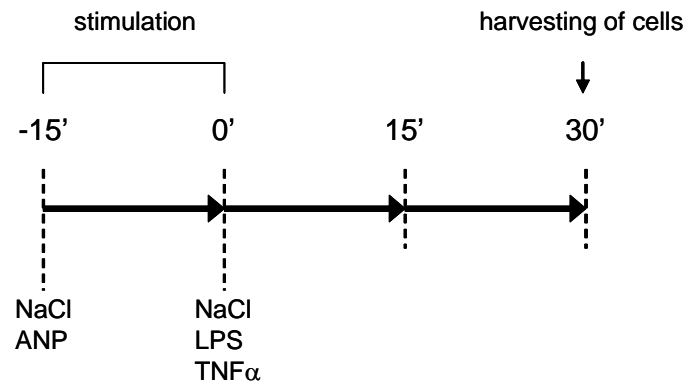 stimulation harvesting of cells
-15’ 0’ 15’ 30’
NaCl NaCl
ANP LPS
TNFα